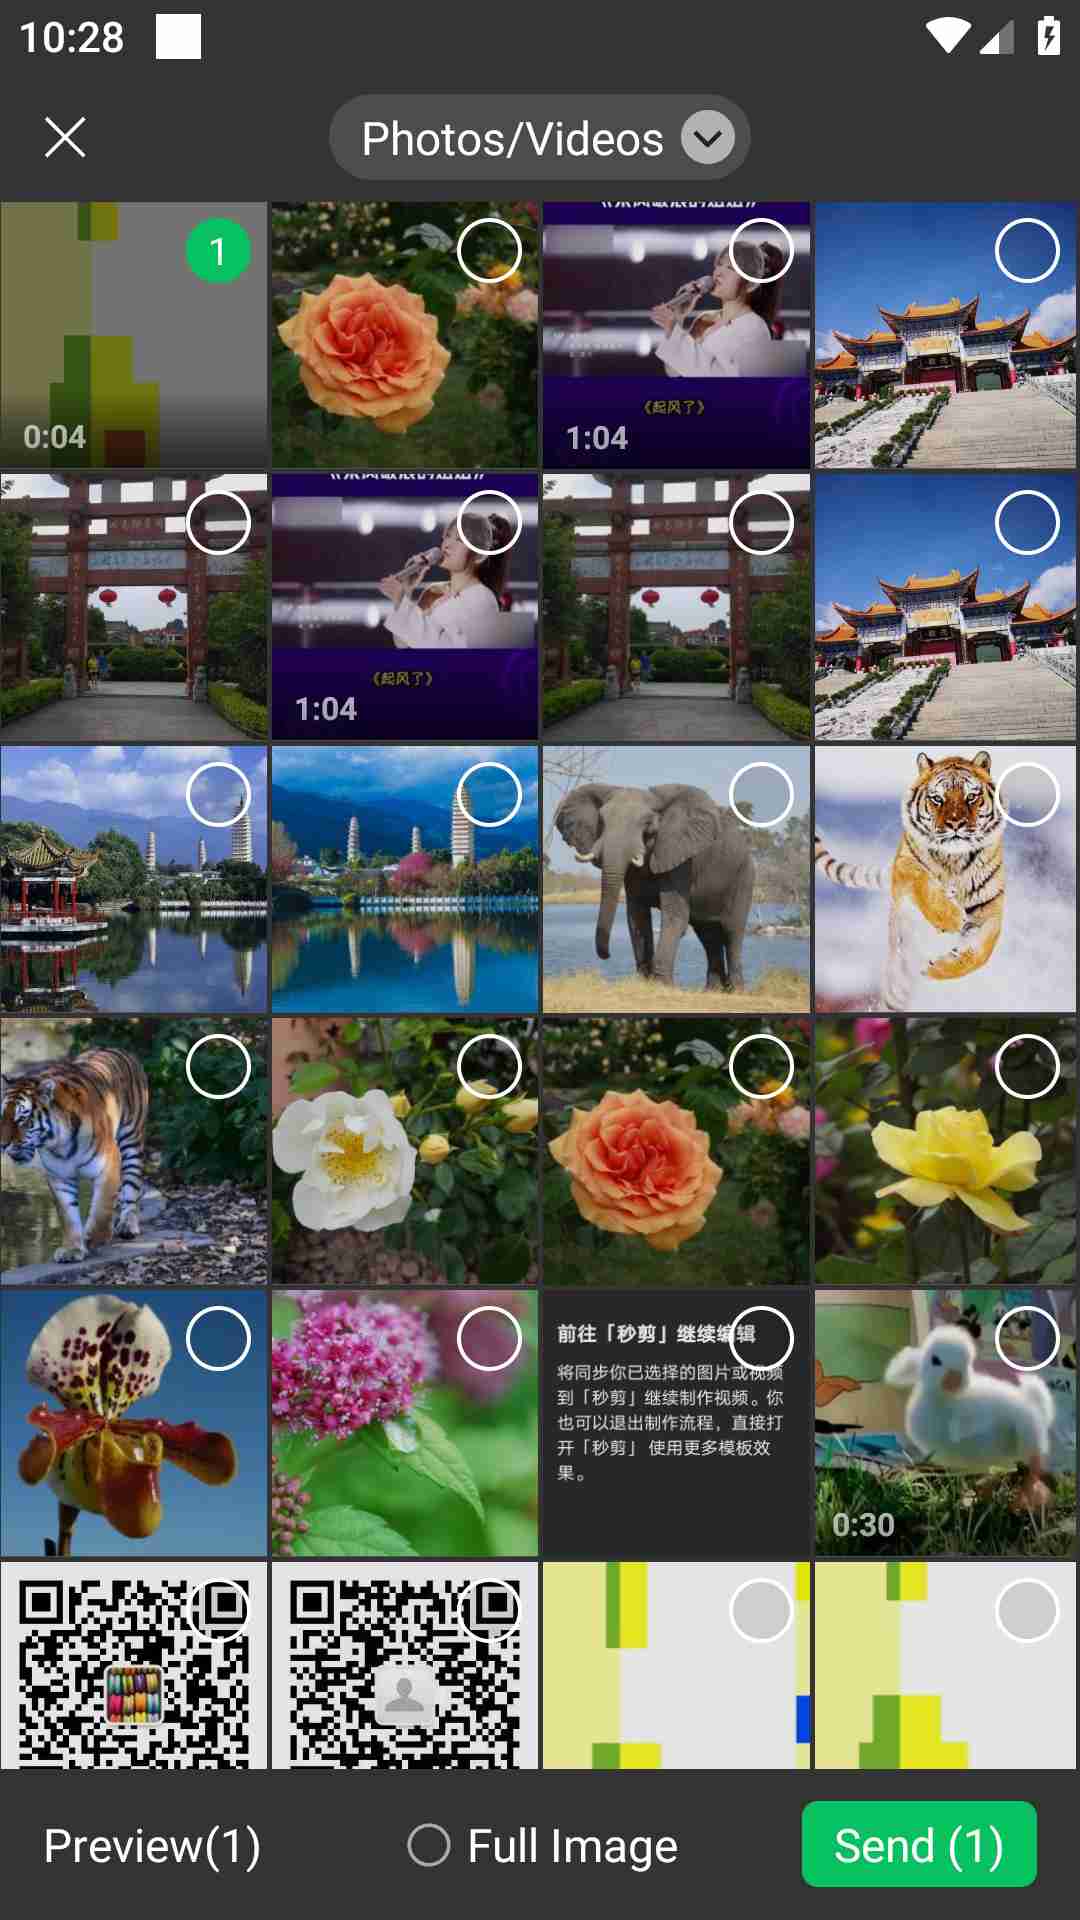 10:28
Photos/Videos
1
0:04
《起风了》
1:04
《起风了》
1:04
前往「秒剪」继续编辑
将同步你已选择的图片或视频
到「秒剪」继续制作视频。你
也可以退出制作流程，直接打
开「秒剪」使用更多模板效
果。
0:30
Preview(1)
Full Image
Send (1)